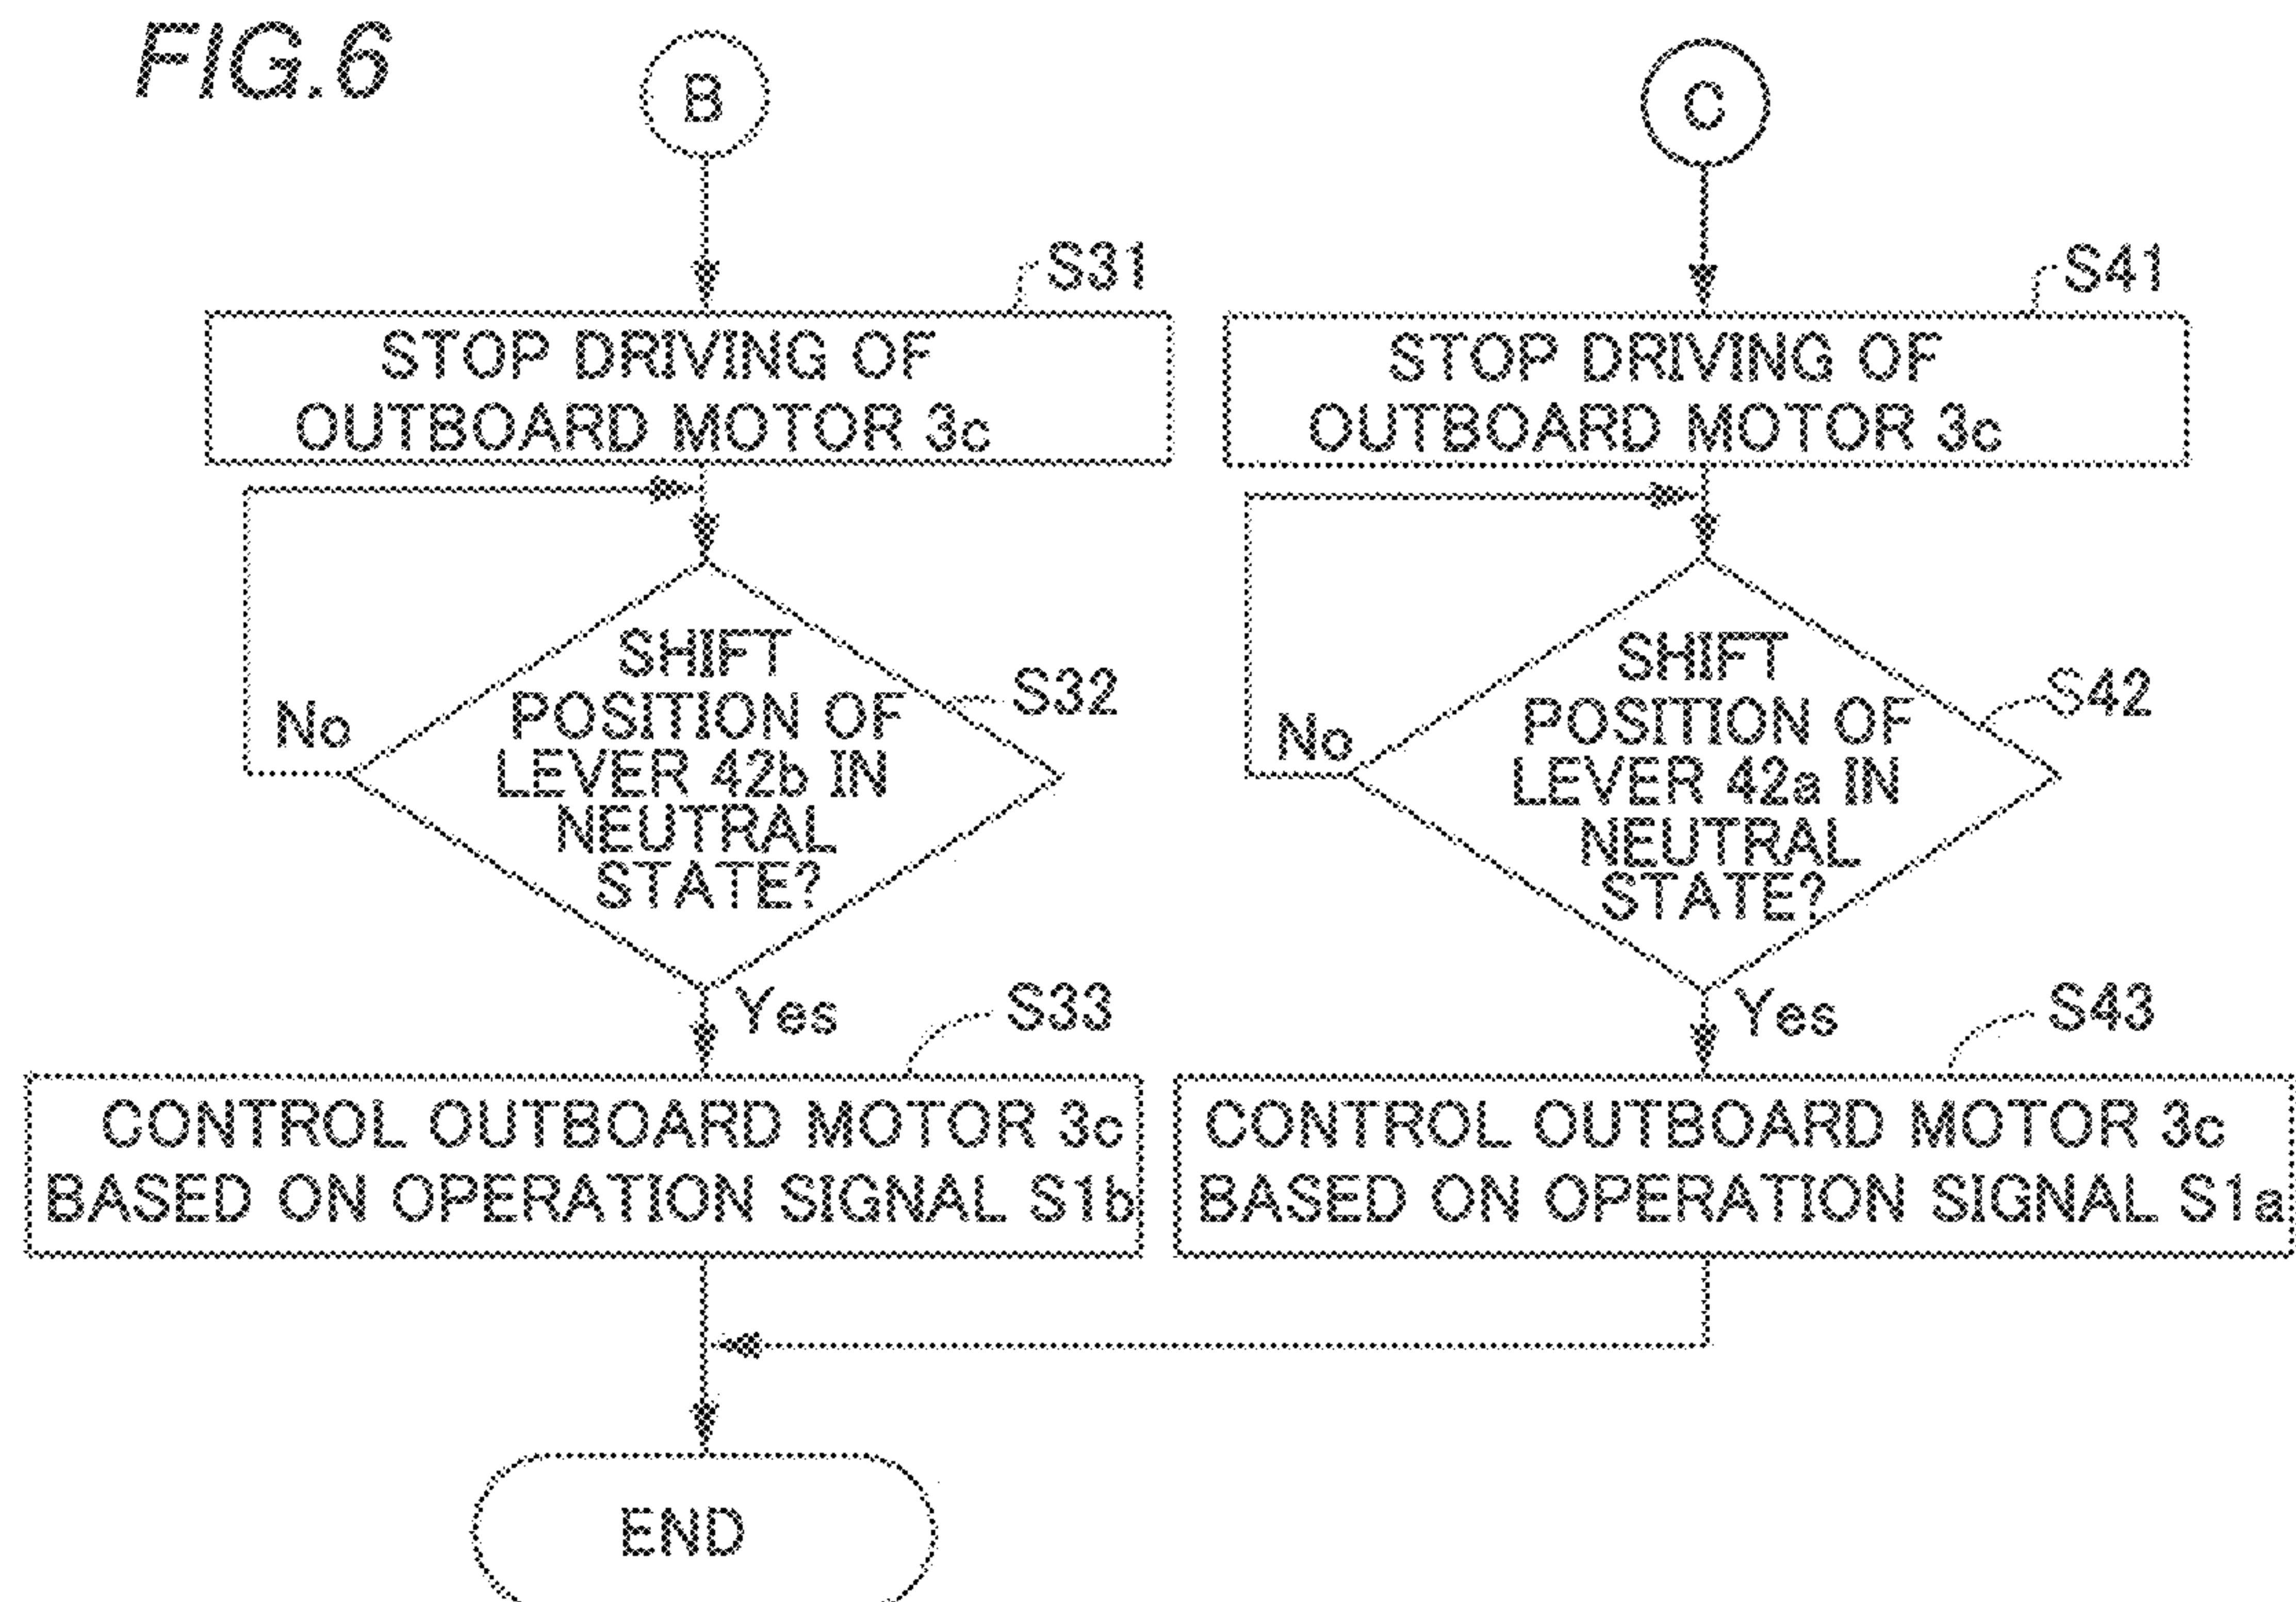 FIG.6
B
S31
STOP DRIVING OF
OUTBOARD MOTOR 3c
SHIFT
POSITION OF
LEVER 42b IN
NEUTRAL
STATE?
S32
No
Yes
S33
CONTROL OUTBOARD MOTOR 3c
BASED ON OPERATION SIGNAL S1b
C
S41
STOP DRIVING OF
OUTBOARD MOTOR 3c
SHIFT
POSITION OF
LEVER 42a IN
NEUTRAL
STATE?
S42
No
Yes
S43
CONTROL OUTBOARD MOTOR 3c
BASED ON OPERATION SIGNAL S1a
END